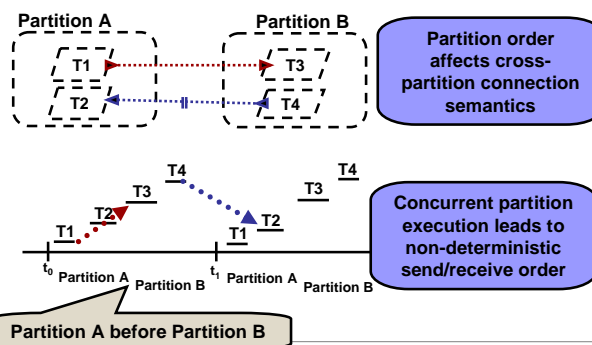 Partition A
Partition B
T1
T3
T2
T4
Partition order
affects cross-
partition connection
semantics
T4
T3
T2
T1
T4
T3
T2
T1
t0
Partition A
Partition B
t1
Partition A
Partition B
Concurrent partition
execution leads to
non-deterministic
send/receive order
Partition A before Partition B